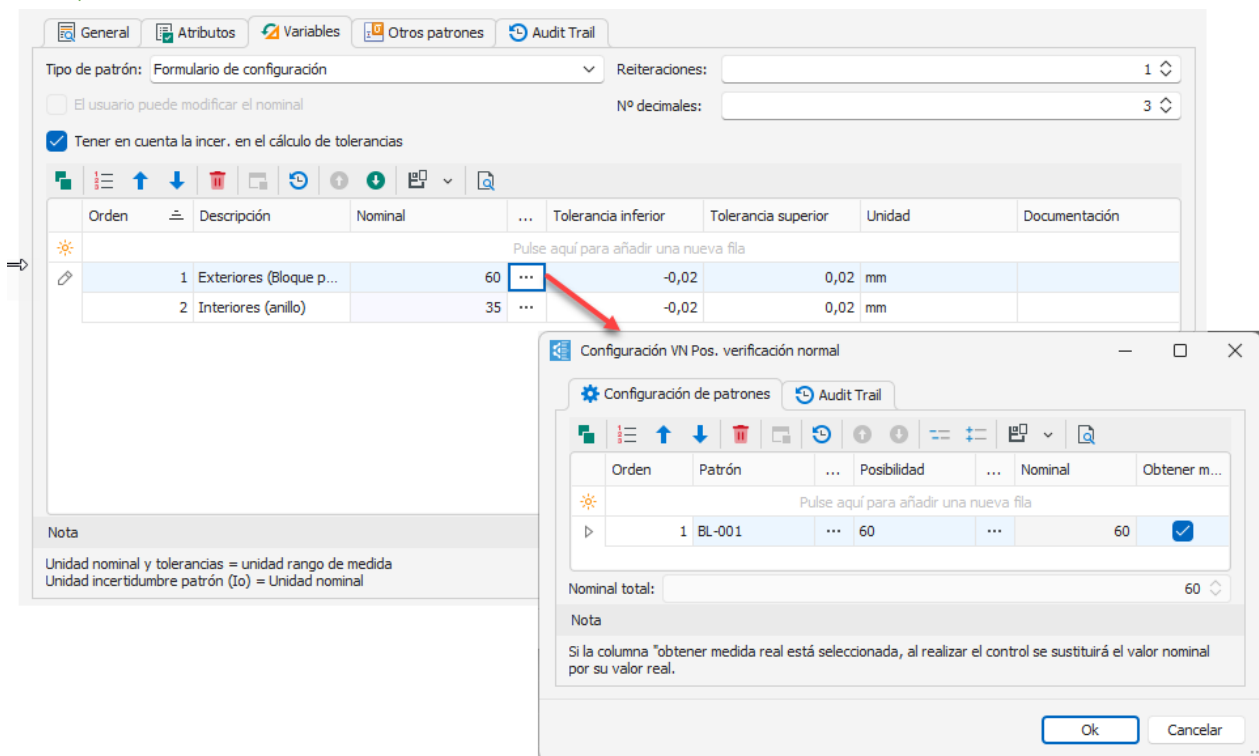 General Atributos Variables Otros patrones Audit Trail
Tipo de patrón: Formulario de configuración Reiteraciones: 1
El usuario puede modificar el nominal Nº decimales: 3
Tener en cuenta la incer. en el cálculo de tolerancias
Orden Descripción Nominal ... Tolerancia inferior Tolerancia superior Unidad Documentación
Pulse aquí para añadir una nueva fila
1 Exteriores (Bloque p... 60 ... -0,02 0,02 mm
2 Interiores (anillo) 35 ... -0,02 0,02 mm
Nota
Unidad nominal y tolerancias = unidad rango de medida
Unidad incertidumbre patrón (Io) = Unidad nominal
Configuración VN Pos. verificación normal
Configuración de patrones Audit Trail
Orden Patrón ... Posibilidad ... Nominal Obtener m...
Pulse aquí para añadir una nueva fila
1 BL-001 ... 60 ... 60
Nominal total: 60
Nota
Si la columna "obtener medida real está seleccionada, al realizar el control se sustituirá el valor nominal
por su valor real.
Ok Cancelar